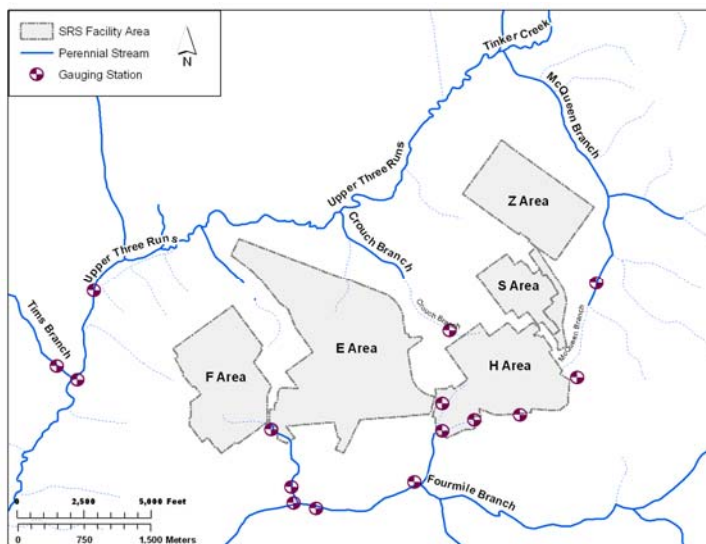 SRS Facility Area
Perennial Stream
Gauging Station
N
Tinker Creek
McQueen Branch
Upper Three Runs
Z Area
Upper Three Runs
Crouch Branch
S Area
Tims Branch
Crouch Branch
McQueen Branch
E Area
H Area
F Area
Fourmile Branch
0 2,500 5,000 Feet
0 750 1,500 Meters